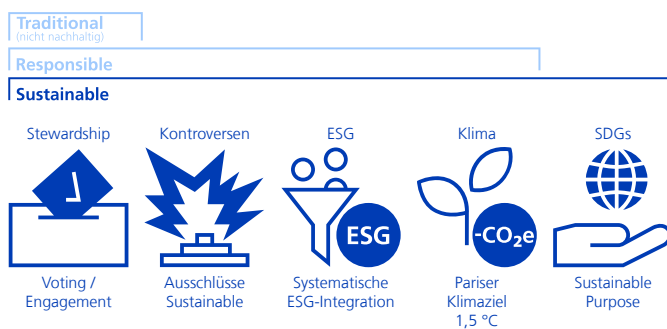 Traditional
(nicht nachhaltig)
Responsible
Sustainable
Stewardship
Kontroversen
ESG
Klima
SDGs
ESG
-CO₂e
Voting /
Engagement
Ausschlüsse
Sustainable
Systematische
ESG-Integration
Pariser
Klimaziel
1,5 °C
Sustainable
Purpose